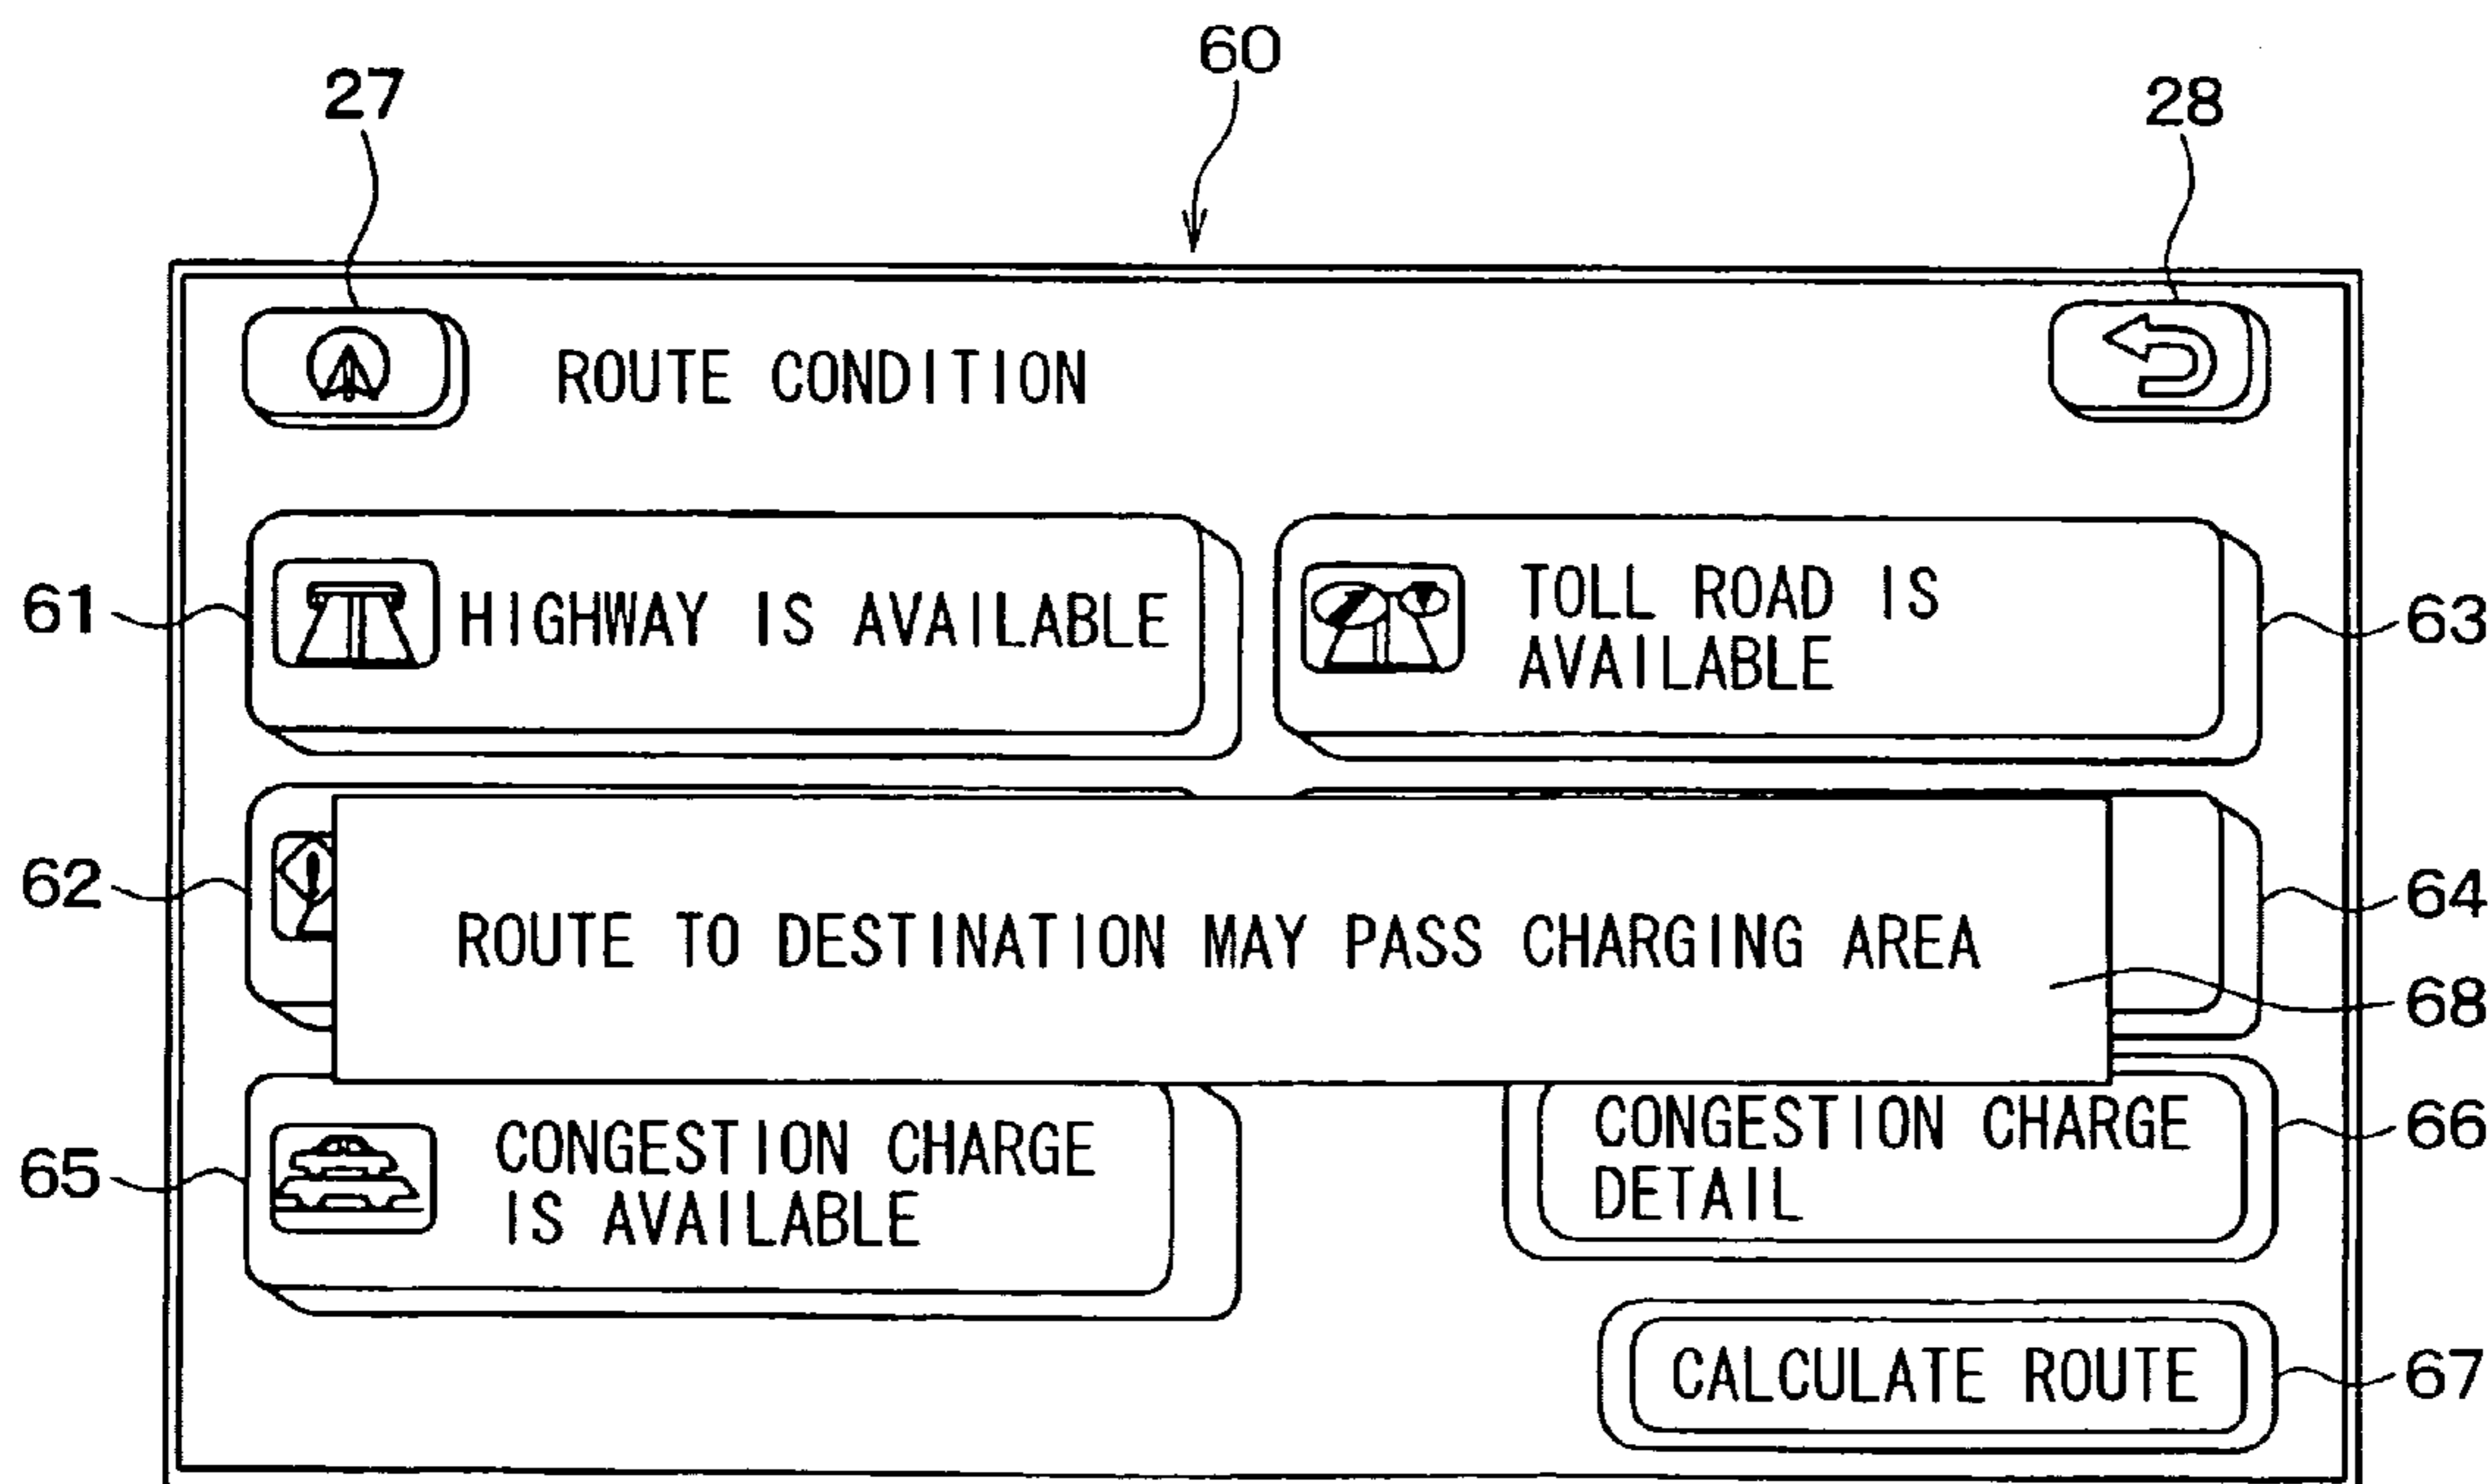 60
27
28
ROUTE CONDITION
61
HIGHWAY IS AVAILABLE
TOLL ROAD IS
AVAILABLE
63
62
64
ROUTE TO DESTINATION MAY PASS CHARGING AREA
68
65
CONGESTION CHARGE
IS AVAILABLE
CONGESTION CHARGE
DETAIL
66
CALCULATE ROUTE
67